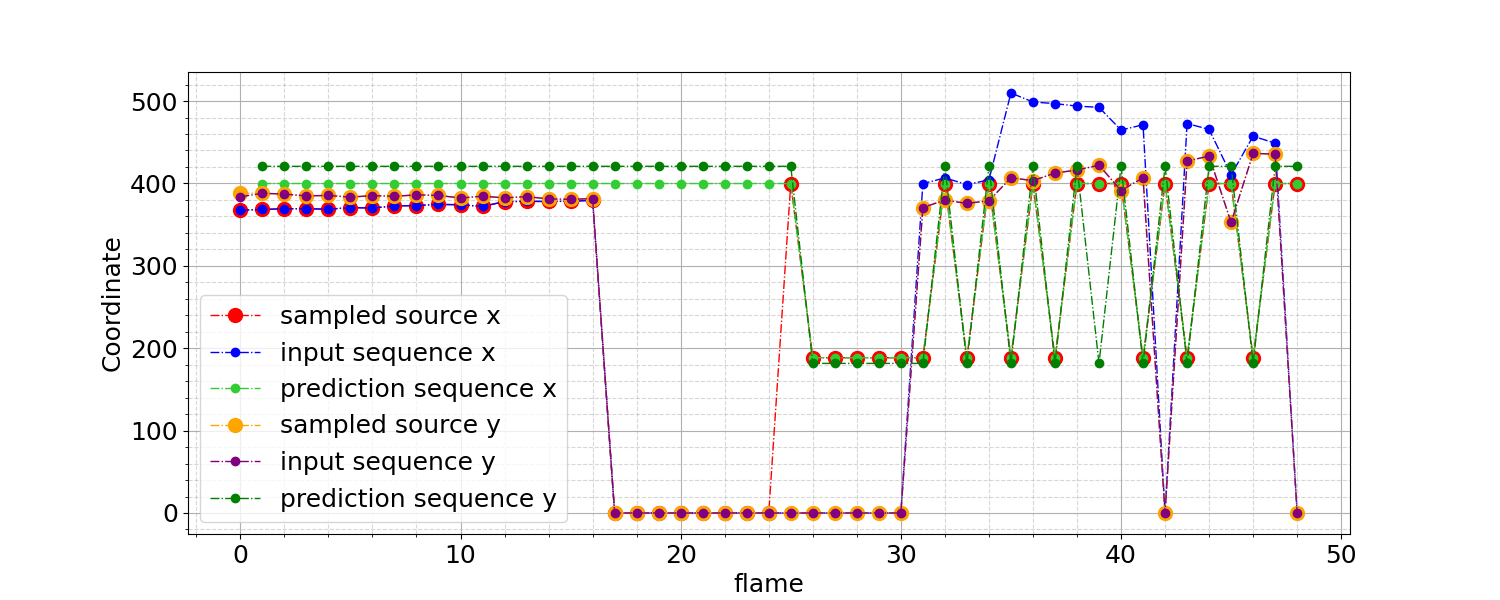 500
400
300
200
100
0
Coordinate
sampled source x
input sequence x
prediction sequence x
sampled source y
input sequence y
prediction sequence y
0 10 20 30 40 50
flame